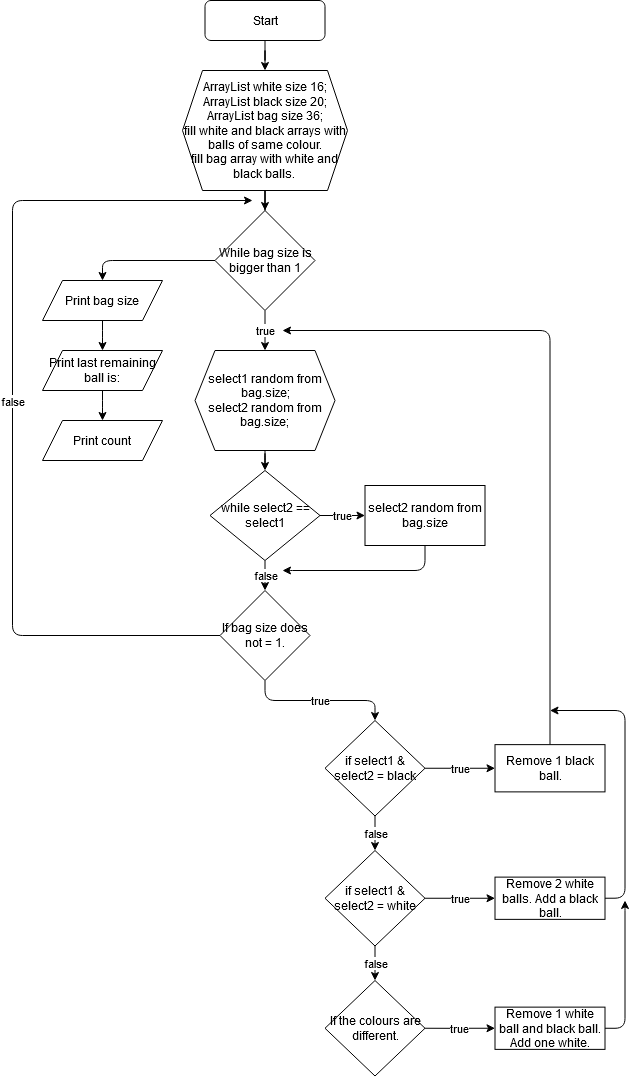 Start
ArrayList white size 16;
ArrayList black size 20;
ArrayList bag size 36;
fill white and black arrays with
balls of same colour.
fill bag array with white and
black balls.
While bag size is
bigger than 1
Print bag size
true
Print last remaining
ball is:
select1 random from
bag.size;
select2 random from
bag.size;
false
Print count
while select2 ==
select1
true
select2 random from
bag.size
false
If bag size does
not = 1.
true
if select1 &
select2 = black
true
Remove 1 black
ball.
false
if select1 &
select2 = white
true
Remove 2 white
balls. Add a black
ball.
false
If the colours are
different.
true
Remove 1 white
ball and black ball.
Add one white.